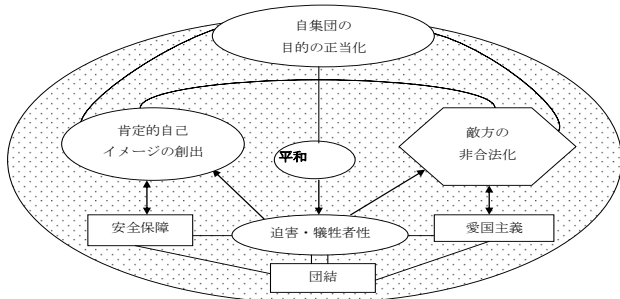 自集団の
目的の正当化
肯定的自己
イメージの創出
平和
敵方の
非合法化
安全保障
迫害・犠牲者性
愛国主義
団結